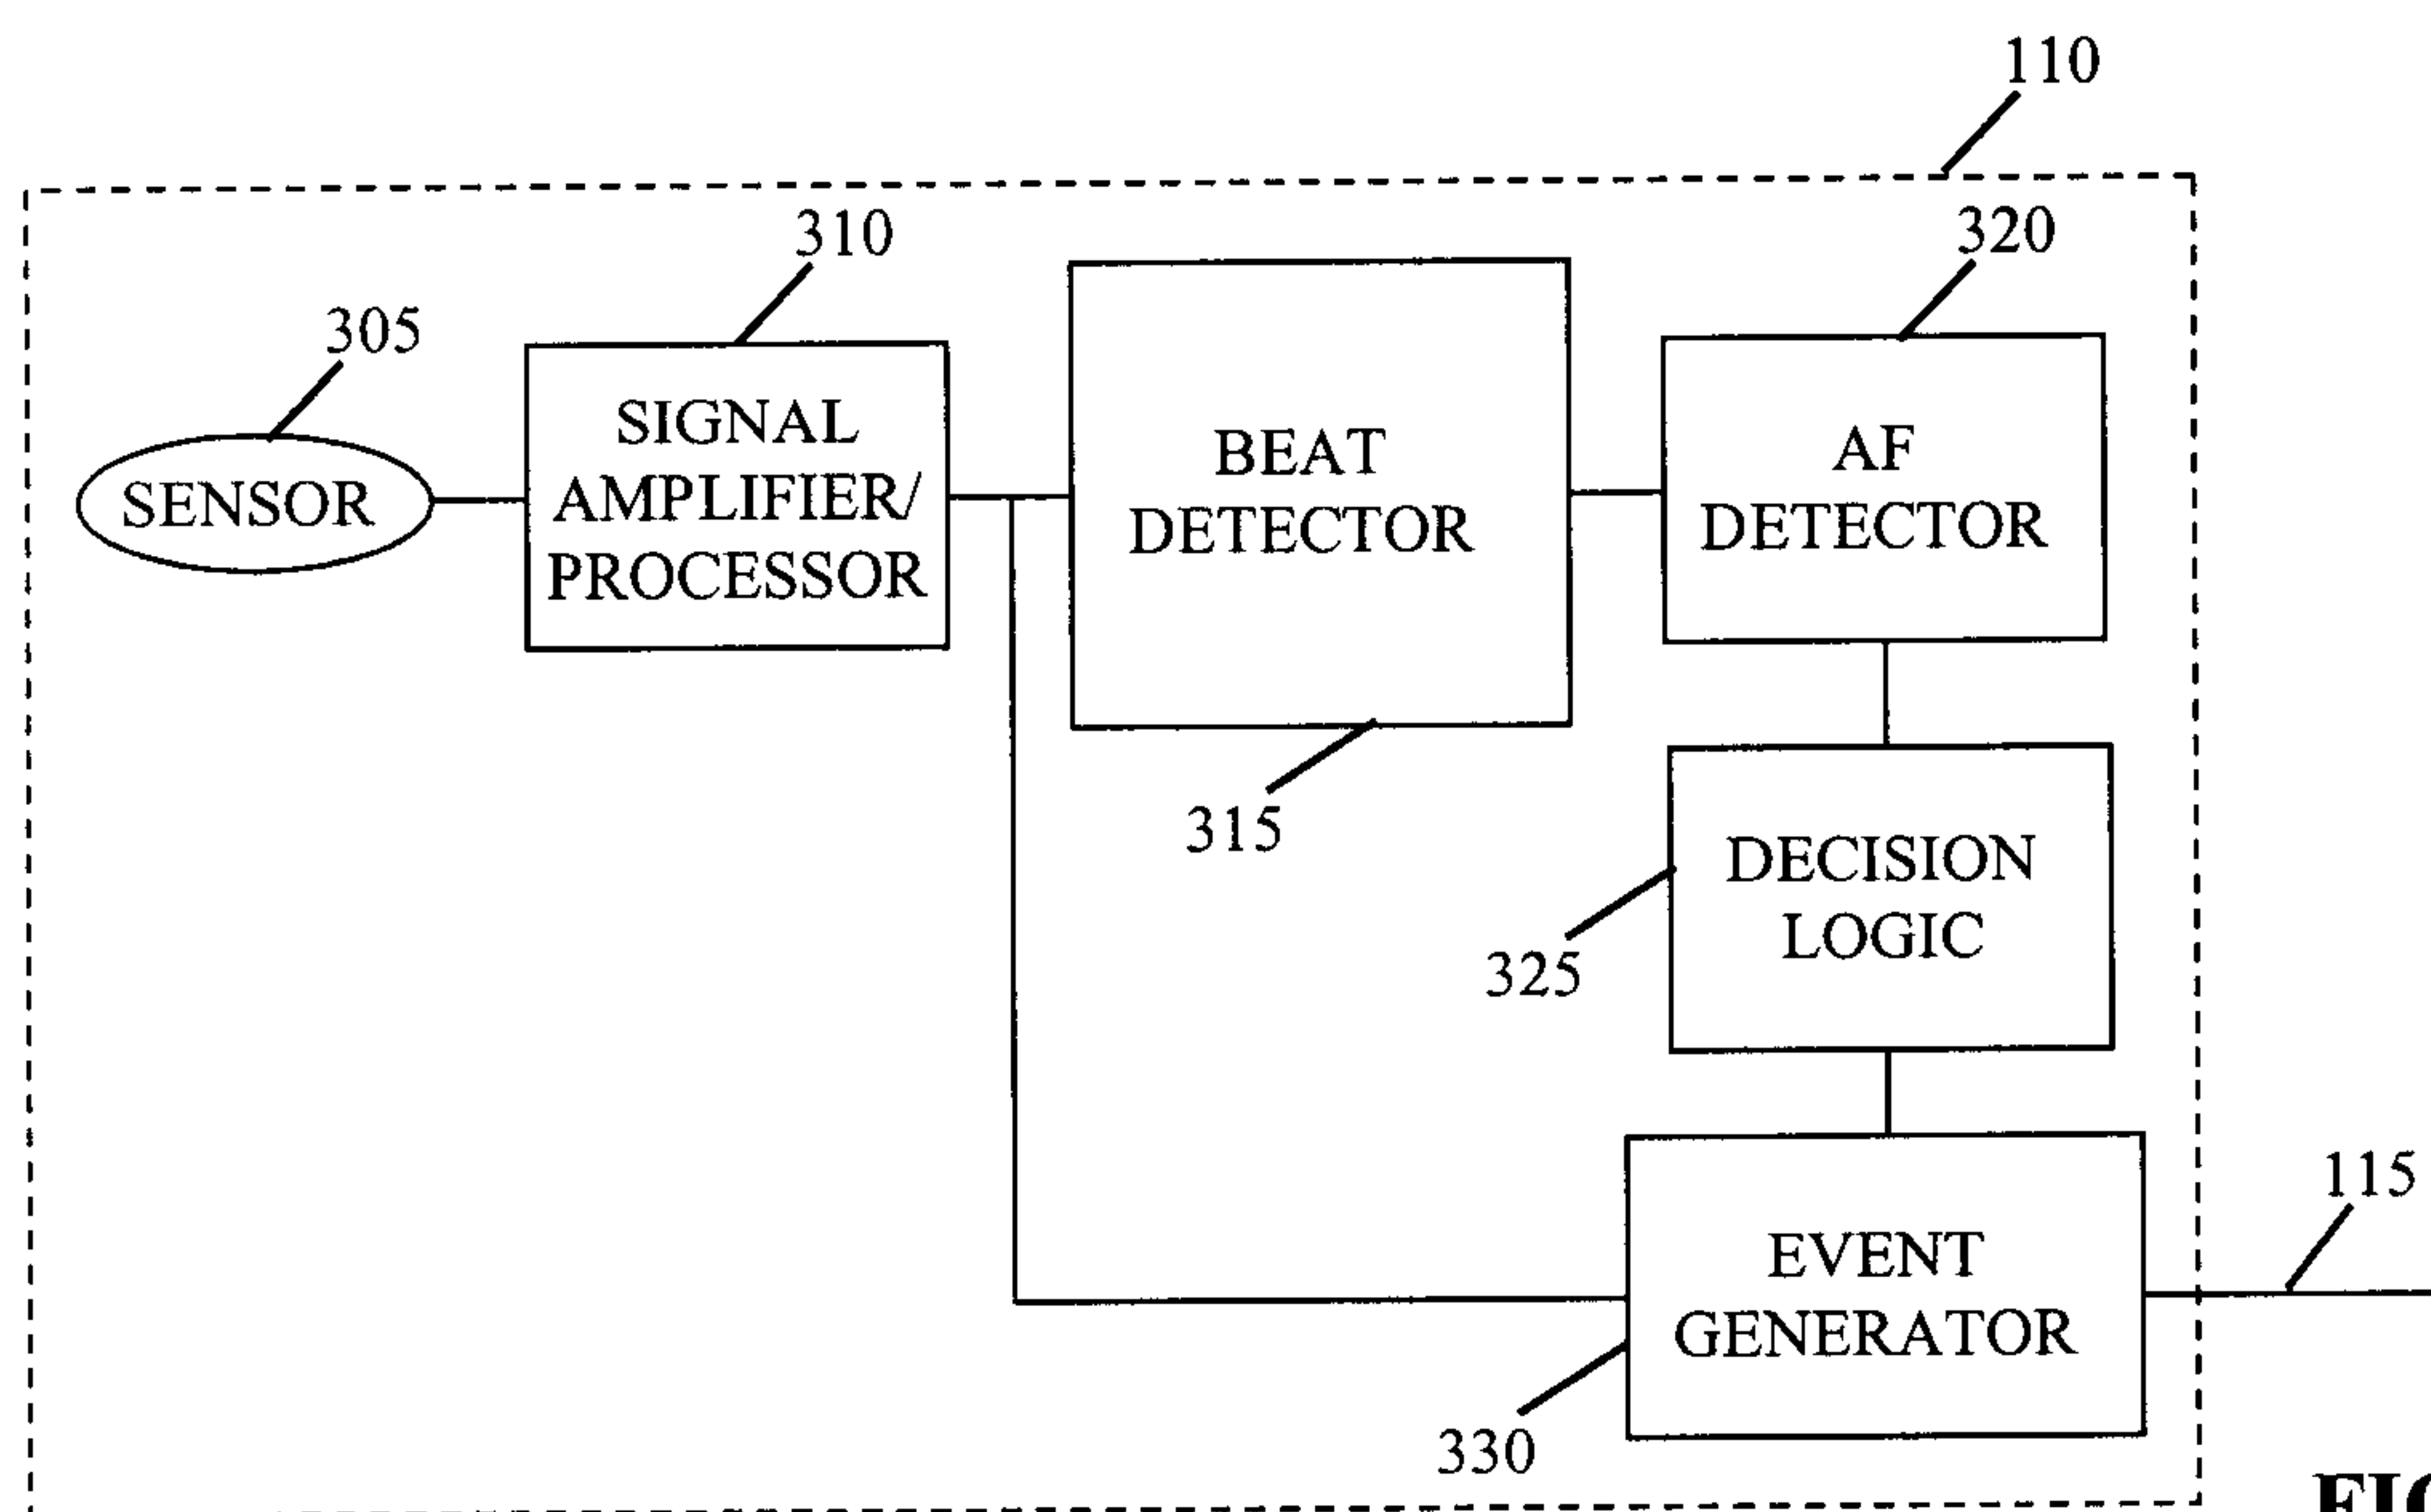 110
310
320
305
SIGNAL
AMPLIFIER/
PROCESSOR
BEAT
DETECTOR
AF
DETECTOR
SENSOR
315
DECISION
LOGIC
325
115
EVENT
GENERATOR
330